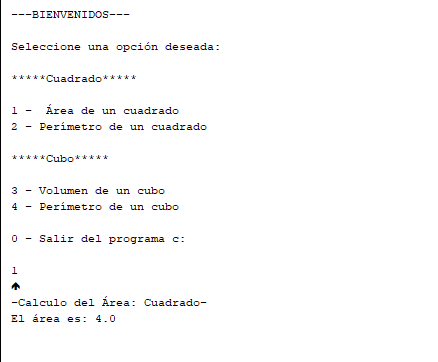 ---BIENVENIDOS---
Seleccione una opción deseada:
*****Cuadrado*****
1 -  Área de un cuadrado
2 - Perímetro de un cuadrado
*****Cubo*****
3 - Volumen de un cubo
4 - Perímetro de un cubo
0 - Salir del programa c:
1
🡹
-Calculo del Área: Cuadrado-
El área es: 4.0